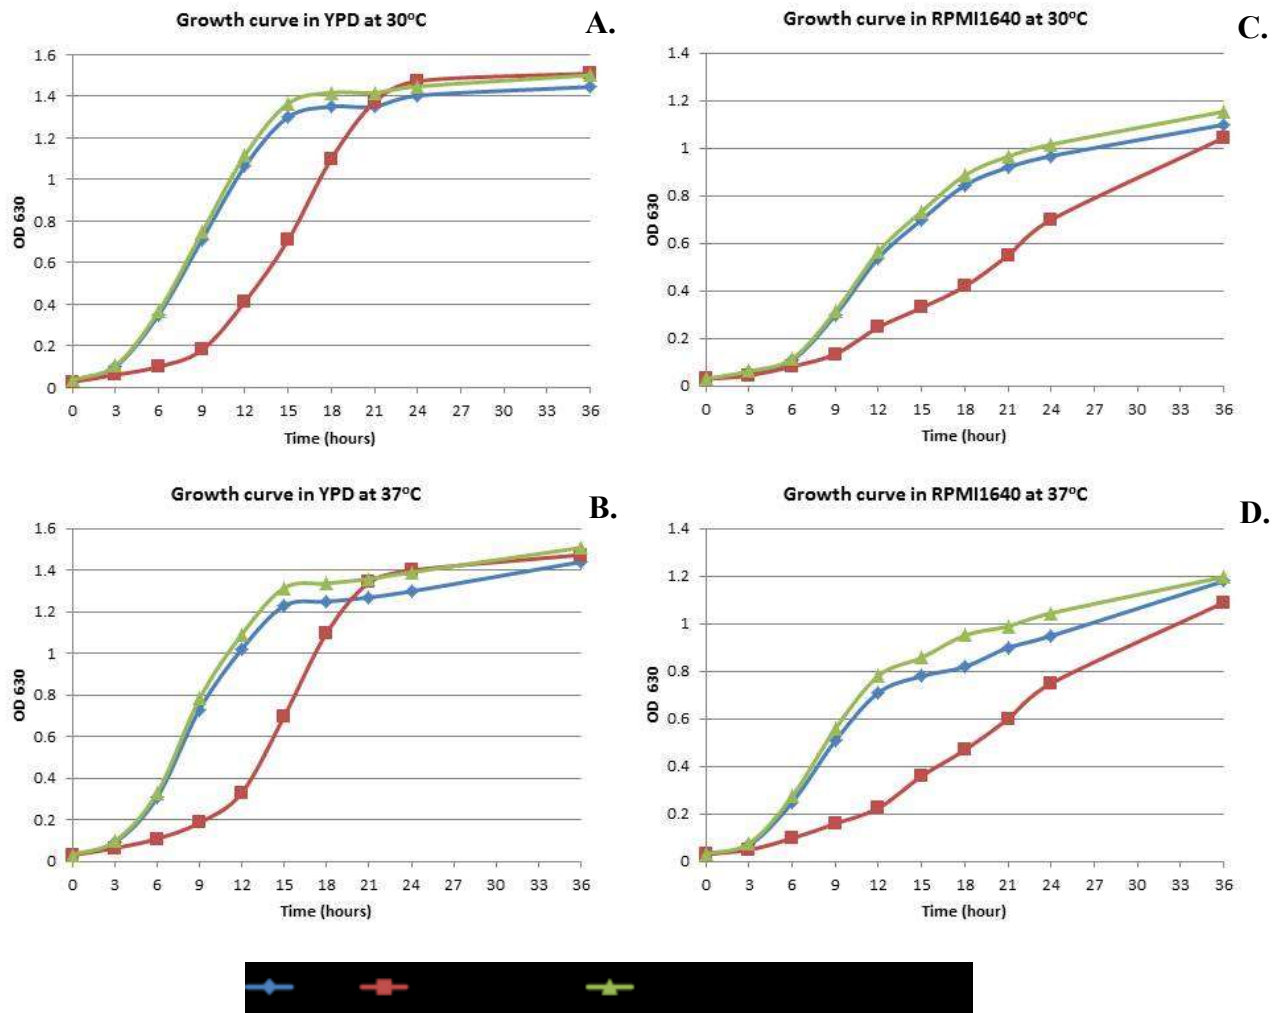 Growth curve in YPD at 30°C
A.
1.6
1.4
1.2
1
0.8
0.6
0.4
0.2
0
OD 630
0 3 6 9 12 15 18 21 24 27 30 33 36
Time (hours)
Growth curve in RPMI1640 at 30°C
C.
1.4
1.2
1
0.8
0.6
0.4
0.2
0
OD 630
0 3 6 9 12 15 18 21 24 27 30 33 36
Time (hour)
Growth curve in YPD at 37°C
B.
1.6
1.4
1.2
1
0.8
0.6
0.4
0.2
0
OD 630
0 3 6 9 12 15 18 21 24 27 30 33 36
Time (hours)
Growth curve in RPMI1640 at 37°C
D.
1.4
1.2
1
0.8
0.6
0.4
0.2
0
OD 630
0 3 6 9 12 15 18 21 24 27 30 33 36
Time (hour)